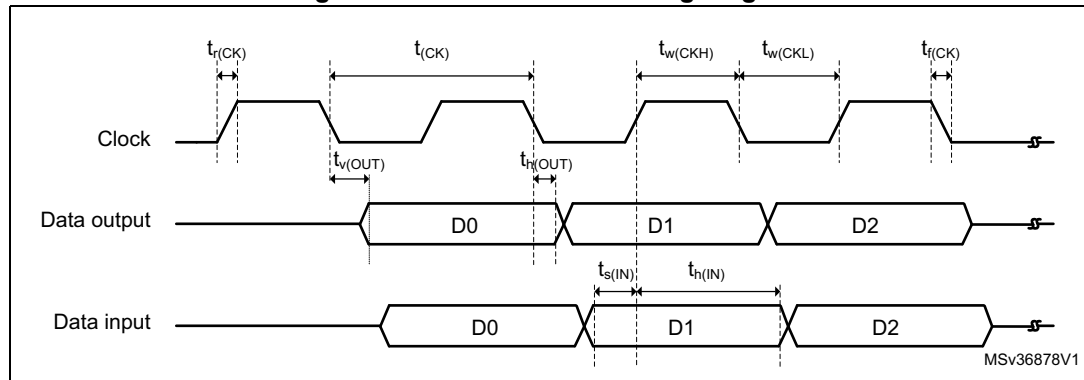 tr(CK) t(CK) tw(CKH) tw(CKL) tf(CK)
Clock
tv(OUT) th(OUT)
Data output D0 D1 D2
ts(IN) th(IN)
Data input D0 D1 D2
MSv36878V1